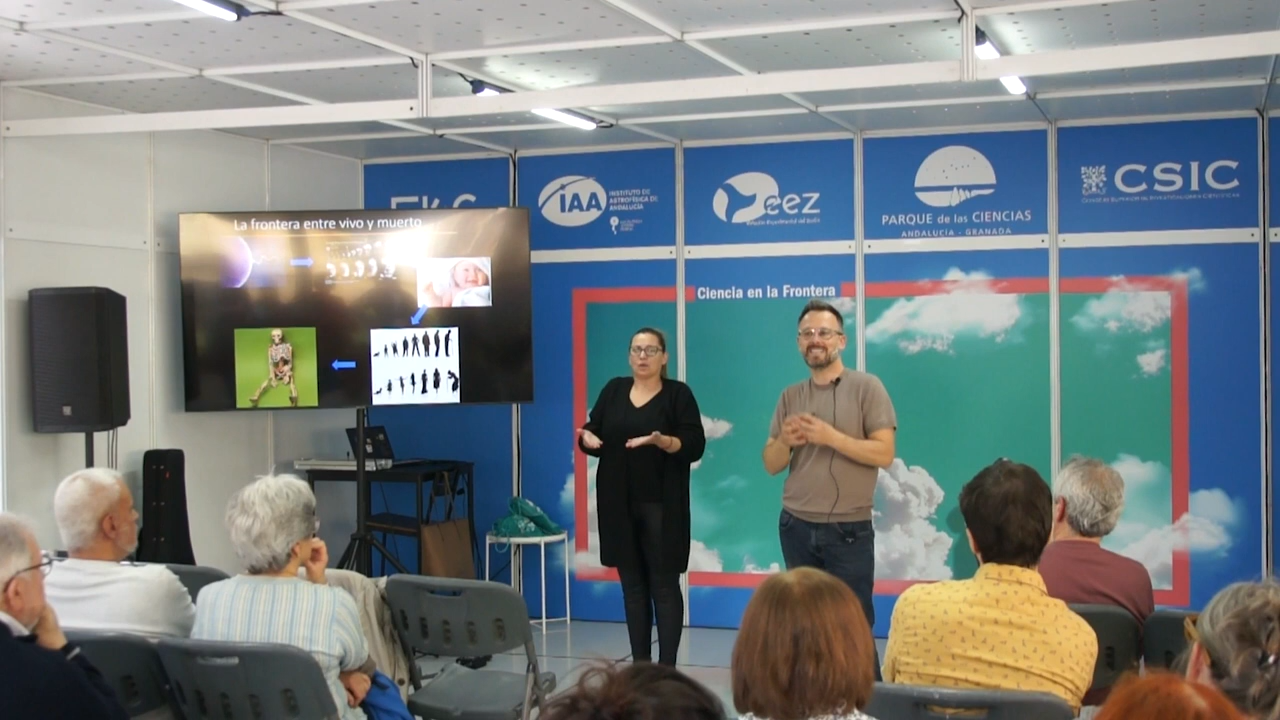 La frontera entre vivo y muerto
IAA
INSTITUTO DE
ASTROFÍSICA DE
ANDALUCÍA
eez
PARQUE de las CIENCIAS
ANDALUCÍA - GRANADA
CSIC
Ciencia en la Frontera